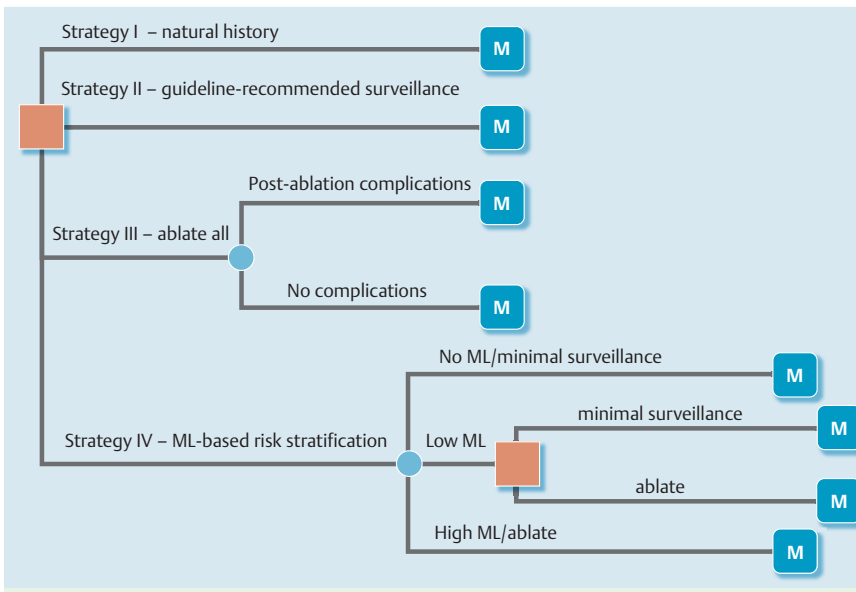 Strategy I – natural history
M
Strategy II – guideline-recommended surveillance
M
Post-ablation complications
M
Strategy III – ablate all
No complications
M
No ML/minimal surveillance
M
minimal surveillance
M
Strategy IV – ML-based risk stratification
Low ML
ablate
M
High ML/ablate
M